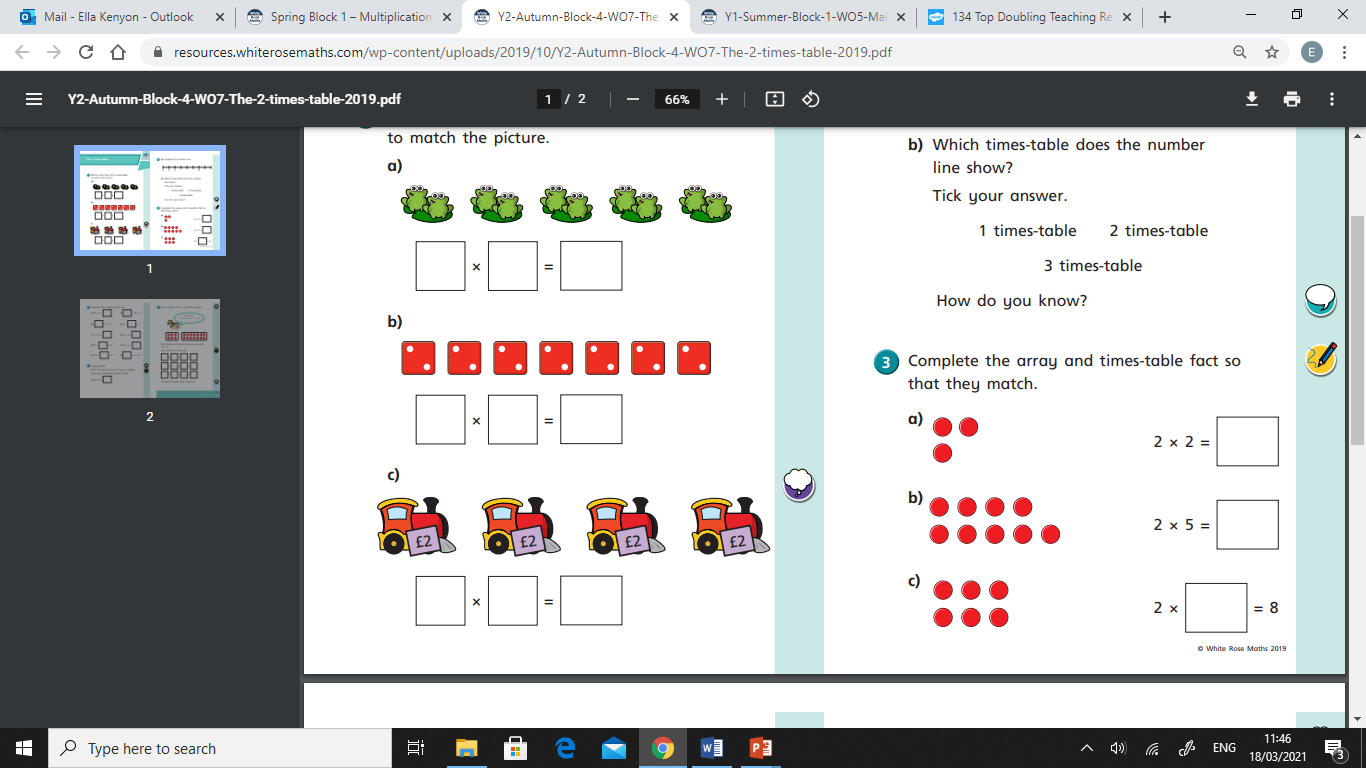 Mail - Ella Kenyon - Outlook
Spring Block 1 – Multiplication
Y2-Autumn-Block-4-WO7-The
Y1-Summer-Block-1-WO5-Ma
134 Top Doubling Teaching Re
resources.whiterosemaths.com/wp-content/uploads/2019/10/Y2-Autumn-Block-4-WO7-The-2-times-table-2019.pdf
E
Y2-Autumn-Block-4-WO7-The-2-times-table-2019.pdf
1 / 2
66%
1
2
to match the picture.
a)
× =
b)
× =
c)
£2 £2 £2 £2
× =
b) Which times-table does the number
line show?
Tick your answer.
1 times-table 2 times-table
3 times-table
How do you know?
3 Complete the array and times-table fact so
that they match.
a) 2 × 2 =
b) 2 × 5 =
c) 2 × = 8
© White Rose Maths 2019
Type here to search
ENG
11:46
18/03/2021
3